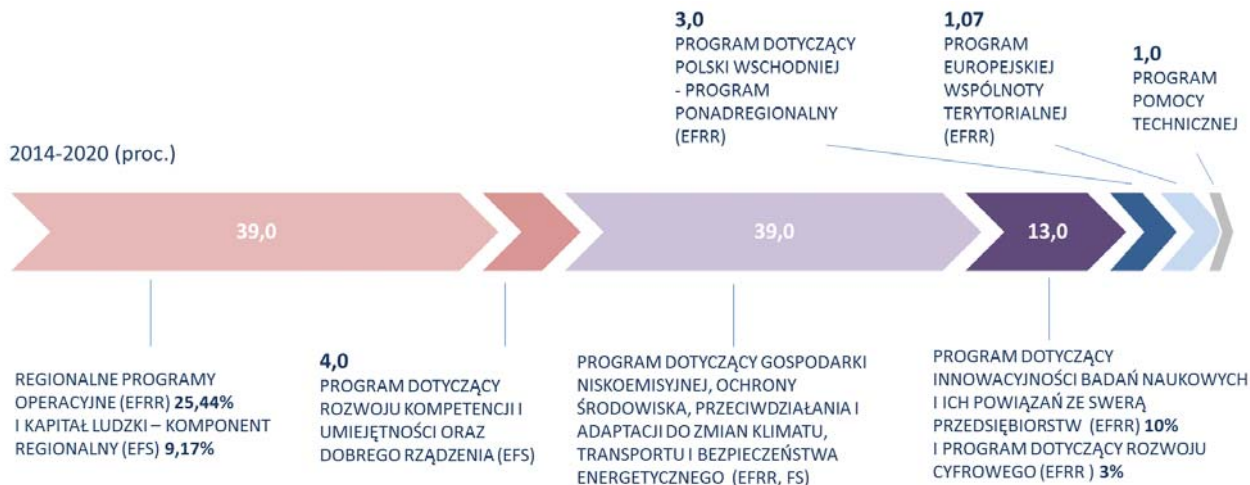 3,0
PROGRAM DOTYCZĄCY
POLSKI WSCHODNIEJ
- PROGRAM
PONADREGIONALNY
(EFRR)
1,07
PROGRAM
EUROPEJSKIEJ
WSPÓLNOTY
TERYTORIALNEJ
(EFRR)
1,0
PROGRAM
POMOCY
TECHNICZNEJ
2014-2020 (proc.)
39,0
39,0
13,0
REGIONALNE PROGRAMY
OPERACYJNE (EFRR) 25,44%
I KAPITAŁ LUDZKI – KOMPONENT
REGIONALNY (EFS) 9,17%
4,0
PROGRAM DOTYCZĄCY
ROZWOJU KOMPETENCJI I
UMIEJĘTNOŚCI ORAZ
DOBREGO RZĄDZENIA (EFS)
PROGRAM DOTYCZĄCY GOSPODARKI
NISKOEMISYJNEJ, OCHRONY
ŚRODOWISKA, PRZECIWDZIAŁANIA I
ADAPTACJI DO ZMIAN KLIMATU,
TRANSPORTU I BEZPIECZEŃSTWA
ENERGETYCZNEGO (EFRR, FS)
PROGRAM DOTYCZĄCY
INNOWACYJNOŚCI BADAŃ NAUKOWYCH
I ICH POWIĄZAŃ ZE SWERĄ
PRZEDSIĘBIORSTW (EFRR) 10%
I PROGRAM DOTYCZĄCY ROZWOJU
CYFROWEGO (EFRR ) 3%